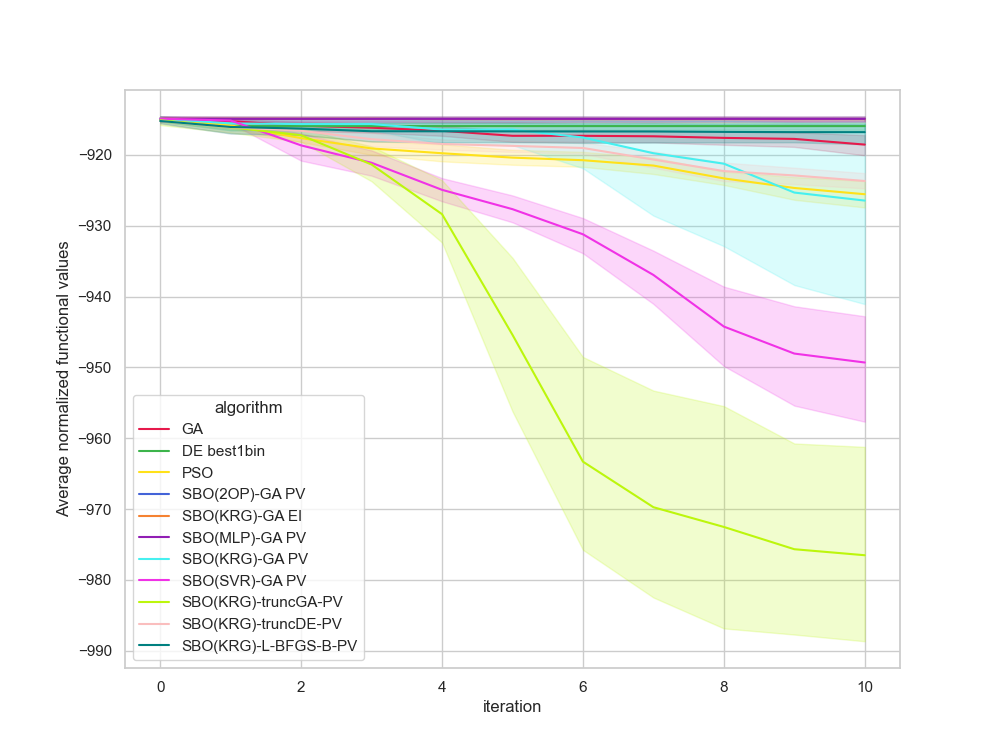 Average normalized functional values
−920
−930
−940
−950
−960
−970
−980
−990
algorithm
GA
DE best1bin
PSO
SBO(2OP)-GA PV
SBO(KRG)-GA EI
SBO(MLP)-GA PV
SBO(KRG)-GA PV
SBO(SVR)-GA PV
SBO(KRG)-truncGA-PV
SBO(KRG)-truncDE-PV
SBO(KRG)-L-BFGS-B-PV
0 2 4 6 8 10
iteration